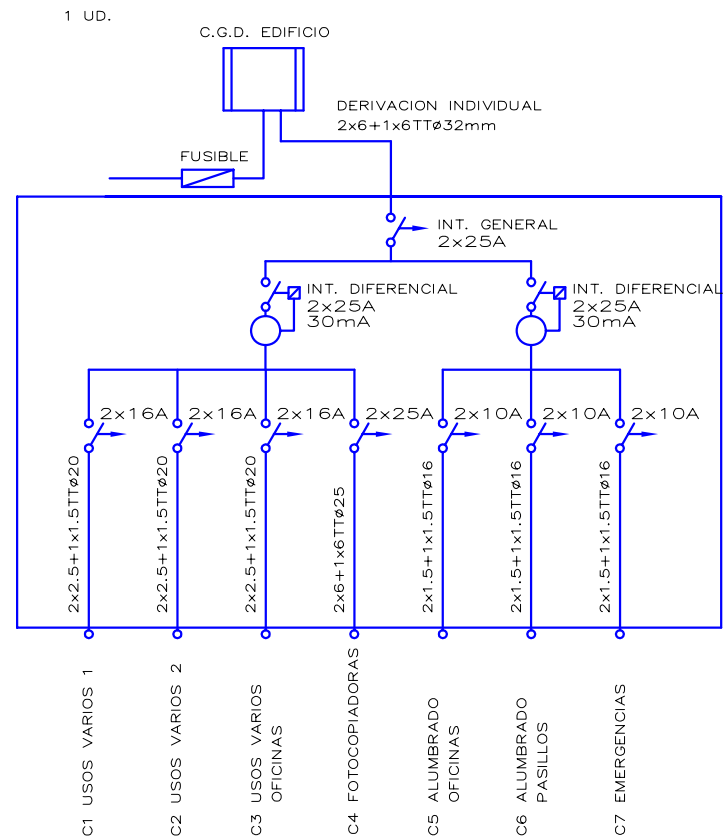 1 UD.
C.G.D. EDIFICIO
DERIVACION INDIVIDUAL
2x6+1x6TTø32mm
FUSIBLE
INT. GENERAL
2x25A
INT. DIFERENCIAL
2x25A
30mA
INT. DIFERENCIAL
2x25A
30mA
2x16A
2x16A
2x16A
2x25A
2x10A
2x10A
2x10A
2x2.5+1x1.5TTø20
2x2.5+1x1.5TTø20
2x2.5+1x1.5TTø20
2x6+1x6TTø25
2x1.5+1x1.5TTø16
2x1.5+1x1.5TTø16
2x1.5+1x1.5TTø16
C1 USOS VARIOS 1
C2 USOS VARIOS 2
C3 USOS VARIOS
OFICINAS
C4 FOTOCOPIADORAS
C5 ALUMBRADO
OFICINAS
C6 ALUMBRADO
PASILLOS
C7 EMERGENCIAS